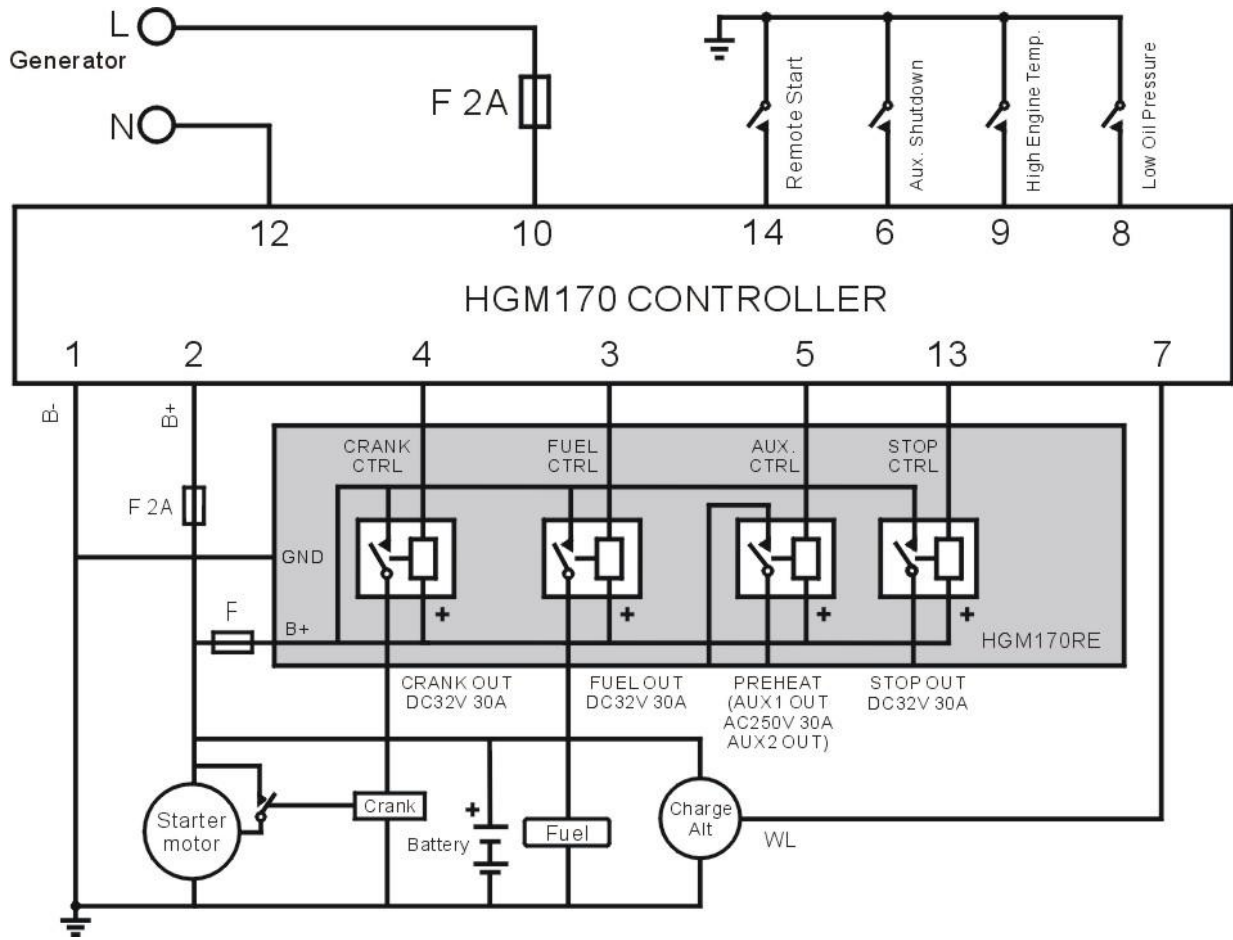 L
Generator
N
F 2A
Remote Start
Aux. Shutdown
High Engine Temp.
Low Oil Pressure
12
10
14
6
9
8
HGM170 CONTROLLER
1
2
4
3
5
13
7
B-
B+
CRANK
CTRL
FUEL
CTRL
AUX.
CTRL
STOP
CTRL
F 2A
GND
F
B+
+
+
+
+
HGM170RE
CRANK OUT
DC32V 30A
FUEL OUT
DC32V 30A
PREHEAT
(AUX1 OUT
AC250V 30A
AUX2 OUT)
STOP OUT
DC32V 30A
Starter
motor
Crank
+
Battery
Fuel
Charge
Alt
WL